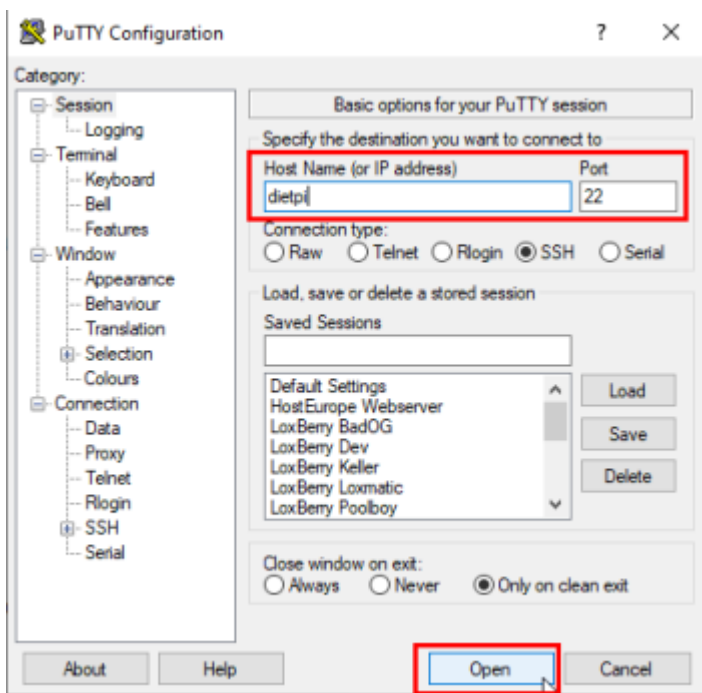 PuTTY Configuration
?
Category:
Session
Logging
Terminal
Keyboard
Bell
Features
Window
Appearance
Behaviour
Translation
Selection
Colours
Connection
Data
Proxy
Telnet
Rlogin
SSH
Serial
Basic options for your PuTTY session
Specify the destination you want to connect to
Host Name (or IP address) Port
dietpi 22
Connection type:
Raw Telnet Rlogin SSH Serial
Load, save or delete a stored session
Saved Sessions
Default Settings
HostEurope Webserver
LoxBerry BadOG
LoxBerry Dev
LoxBerry Keller
LoxBerry Loxmatic
LoxBerry Poolboy
Load
Save
Delete
Close window on exit:
Always Never Only on clean exit
About Help Open Cancel